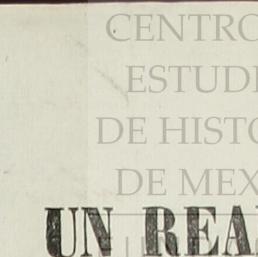 CENTRO
ESTUDI
DE HISTO
DE MEX
UN REA